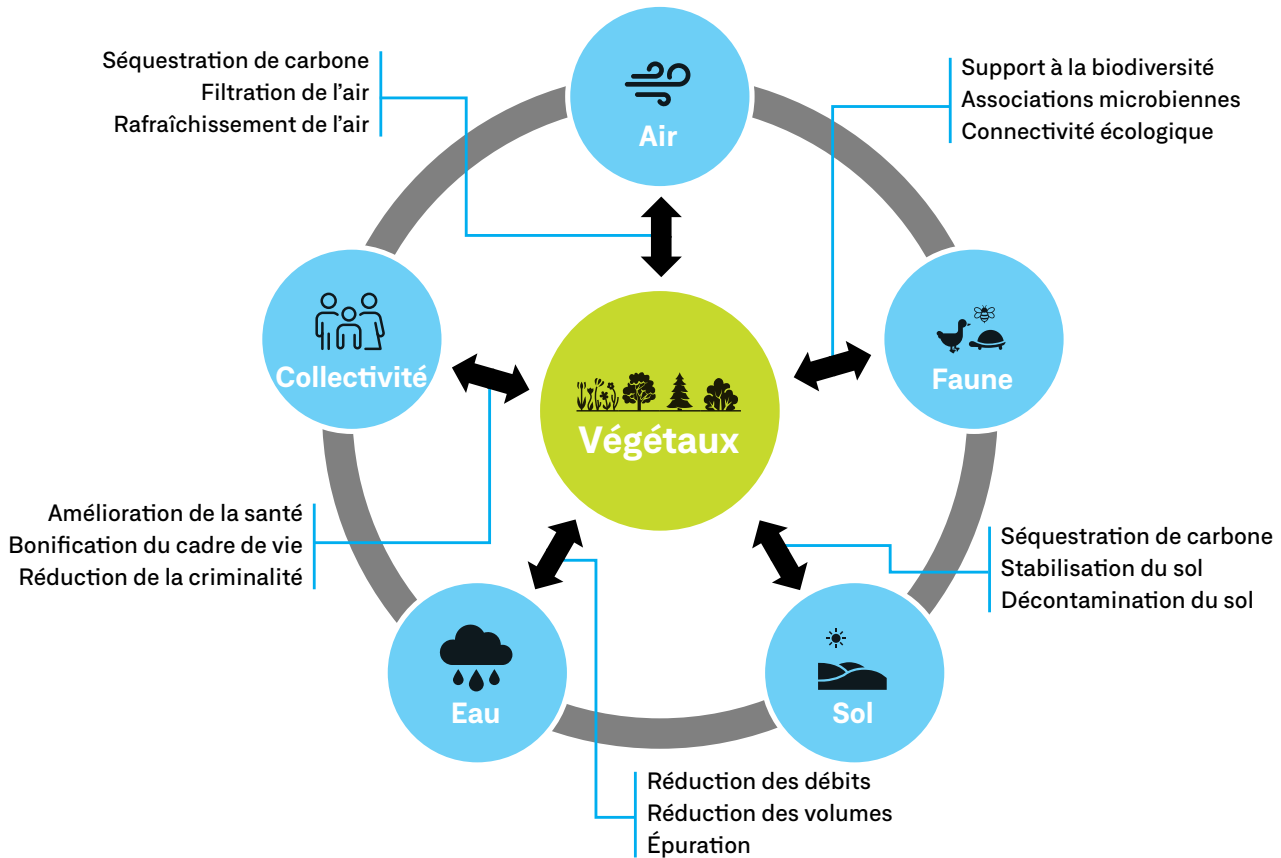 Séquestration de carbone
Filtration de l'air
Rafraîchissement de l'air
Air
Support à la biodiversité
Associations microbiennes
Connectivité écologique
Collectivité
Végétaux
Faune
Amélioration de la santé
Bonification du cadre de vie
Réduction de la criminalité
Séquestration de carbone
Stabilisation du sol
Décontamination du sol
Eau
Sol
Réduction des débits
Réduction des volumes
Épuration